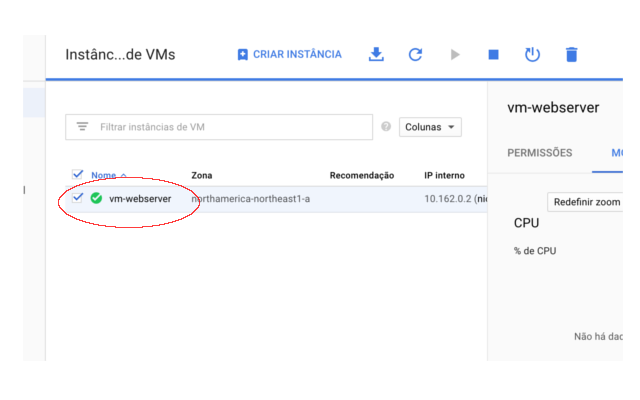 Instânc...de VMs
CRIAR INSTÂNCIA
Filtrar instâncias de VM
Colunas
Nome Zona Recomendação IP interno
vm-webserver northamerica-northeast1-a 10.162.0.2 (nic
vm-webserver
PERMISSÕES MO
Redefinir zoom
CPU
% de CPU
Não há dad